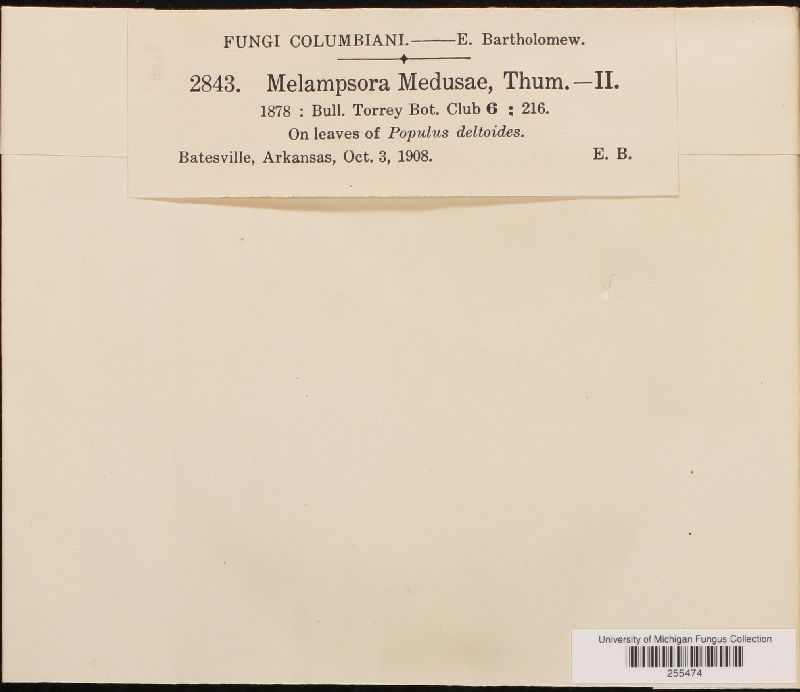 FUNGI COLUMBIANI.——E. Bartholomew.
2843. Melampsora Medusae, Thum.—II.
1878 : Bull. Torrey Bot. Club 6 : 216.
On leaves of Populus deltoides.
Batesville, Arkansas, Oct. 3, 1908. E. B.
University of Michigan Fungus Collection
255474